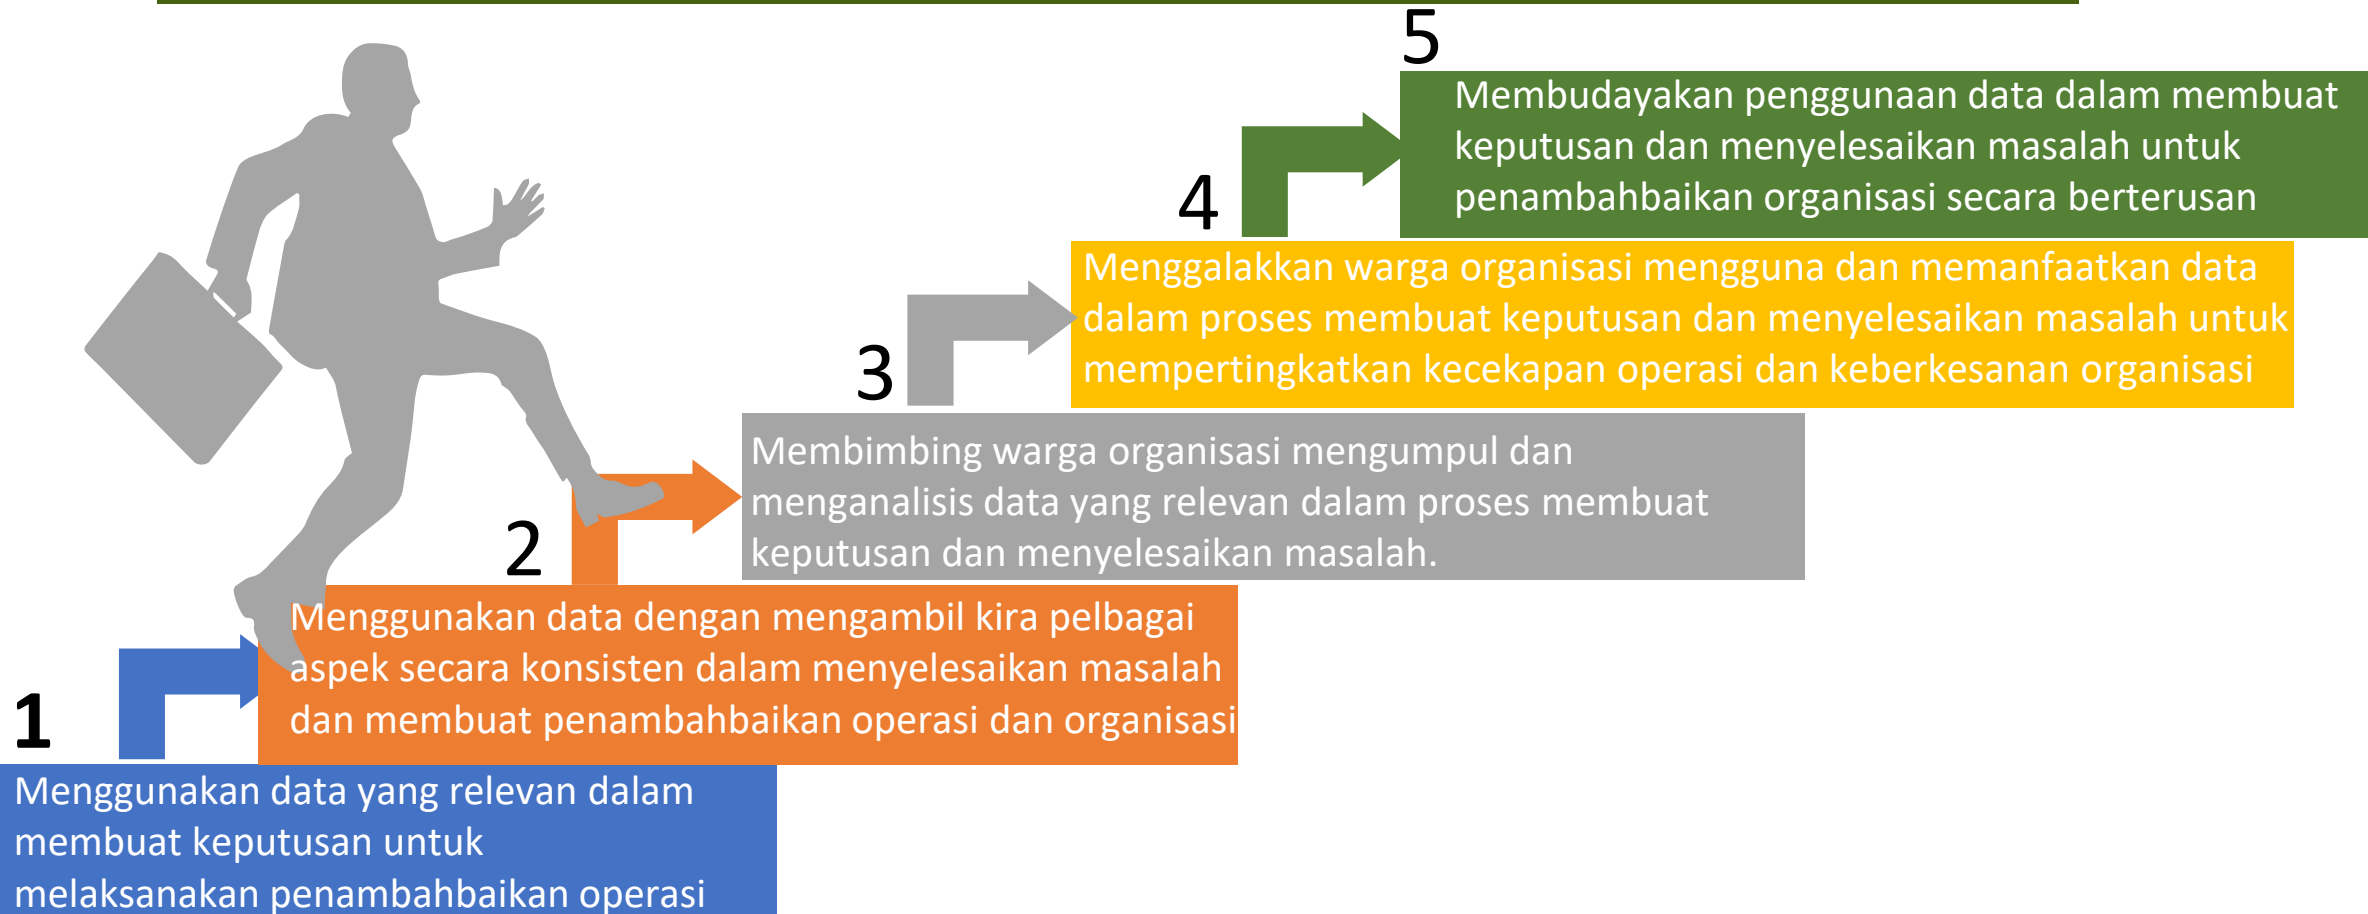 5
Membudayakan penggunaan data dalam membuat
keputusan dan menyelesaikan masalah untuk
penambahbaikan organisasi secara berterusan
4
Menggalakkan warga organisasi mengguna dan memanfaatkan data
dalam proses membuat keputusan dan menyelesaikan masalah untuk
mempertingkatkan kecekapan operasi dan keberkesanan organisasi
3
Membimbing warga organisasi mengumpul dan
menganalisis data yang relevan dalam proses membuat
keputusan dan menyelesaikan masalah.
2
Menggunakan data dengan mengambil kira pelbagai
aspek secara konsisten dalam menyelesaikan masalah
dan membuat penambahbaikan operasi dan organisasi
1
Menggunakan data yang relevan dalam
membuat keputusan untuk
melaksanakan penambahbaikan operasi